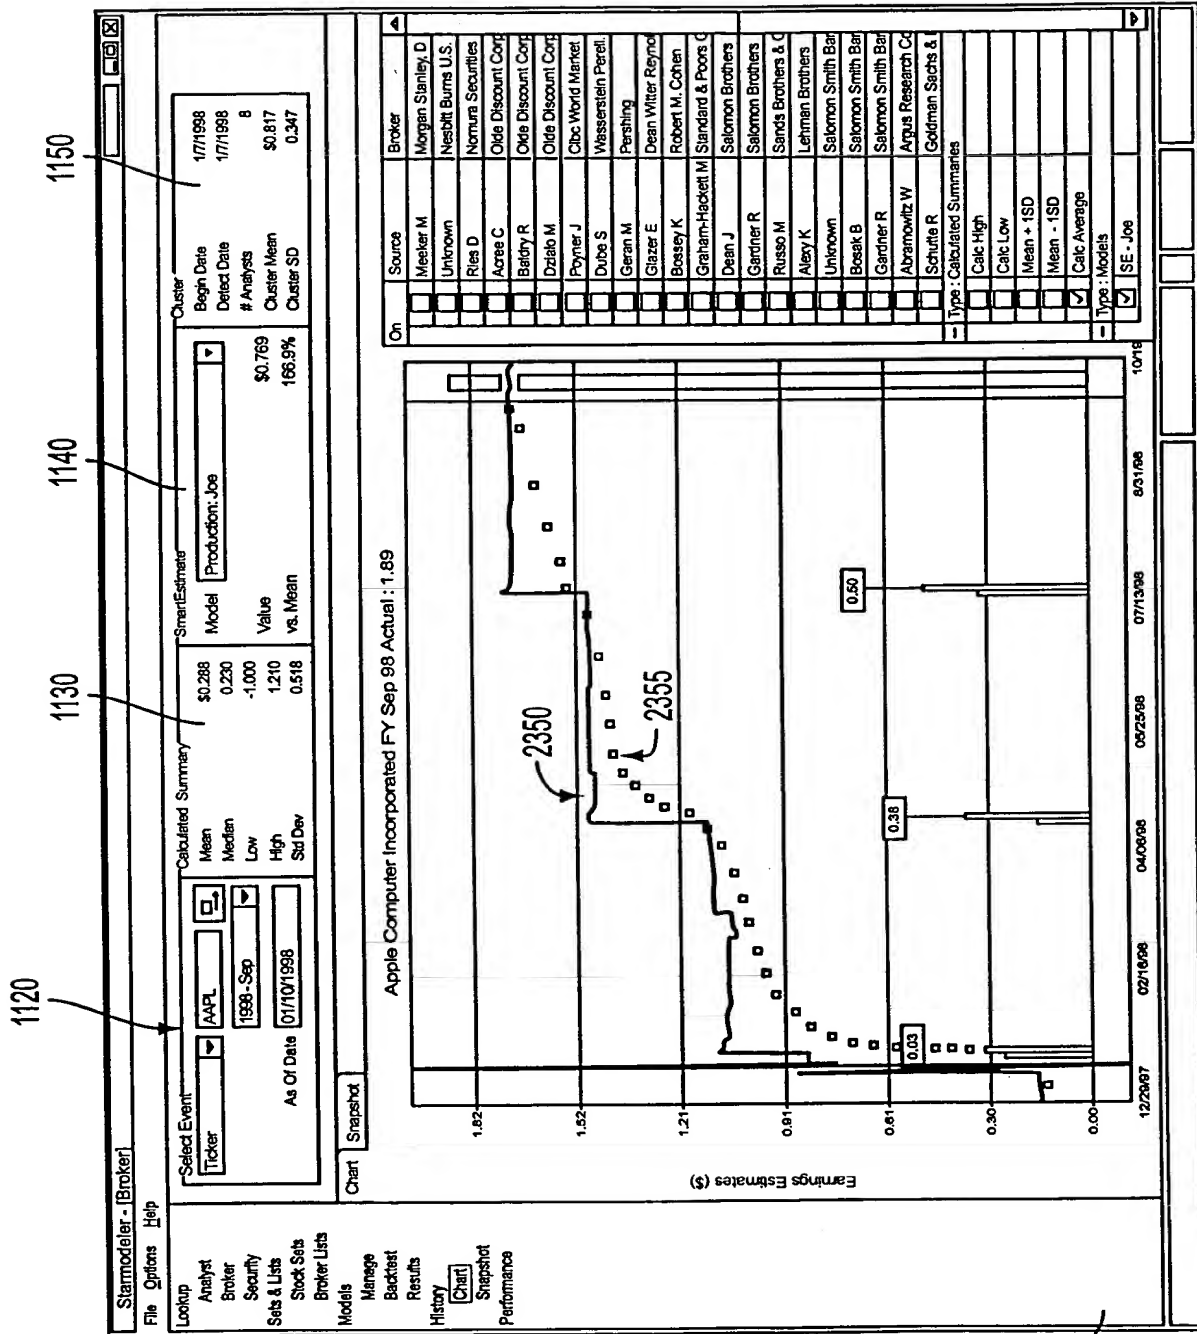 1120
1130
1140
1150
Starmodeler - [Broker]
File Options Help
Lookup
Analyst
Broker
Security
Sets & Lists
Stock Sets
Broker Lists
Models
Manage
Backtest
Results
History
Chart
Snapshot
Performance
Select Event
Ticker
AAPL
1998 - Sep
As Of Date
01/10/1998
Calculated Summary
Mean $0.288
Median 0.230
Low -1.000
High 1.210
Std Dev 0.518
SmartEstimate
Model Production: Joe
Value $0.769
vs. Mean 166.9%
Cluster
Begin Date 1/7/1998
Detect Date 1/7/1998
# Analysts 8
Cluster Mean $0.817
Cluster SD 0.347
Chart
Snapshot
Apple Computer Incorporated FY Sep 98 Actual : 1.89
Earnings Estimates ($)
1.82
1.52
1.21
0.91
0.61
0.30
0.00
2350
2355
0.03
0.38
0.50
12/29/97
02/16/98
04/06/98
05/25/98
07/13/98
8/31/98
10/19
On Source Broker
Meeker M Morgan Stanley, D
Unknown Nesbitt Burns U.S.
Ries D Nomura Securities
Acree C Olde Discount Corp
Batory R Olde Discount Corp
Dzialo M Olde Discount Corp
Poyner J Cibc World Market
Dube S Wasserstein Perell.
Geran M Pershing
Glazer E Dean Witter Reynol
Bossey K Robert M. Cohen
Graham-Hackett M Standard & Poors C
Dean J Salomon Brothers
Gardner R Salomon Brothers
Russo M Sands Brothers & C
Alexy K Lehman Brothers
Unknown Salomon Smith Bar
Bosak B Salomon Smith Bar
Gardner R Salomon Smith Bar
Abramowitz W Argus Research Co
Schutte R Goldman Sachs &
Type : Calculated Summaries
Calc High
Calc Low
Mean + 1SD
Mean - 1SD
Calc Average
Type : Models
SE - Joe